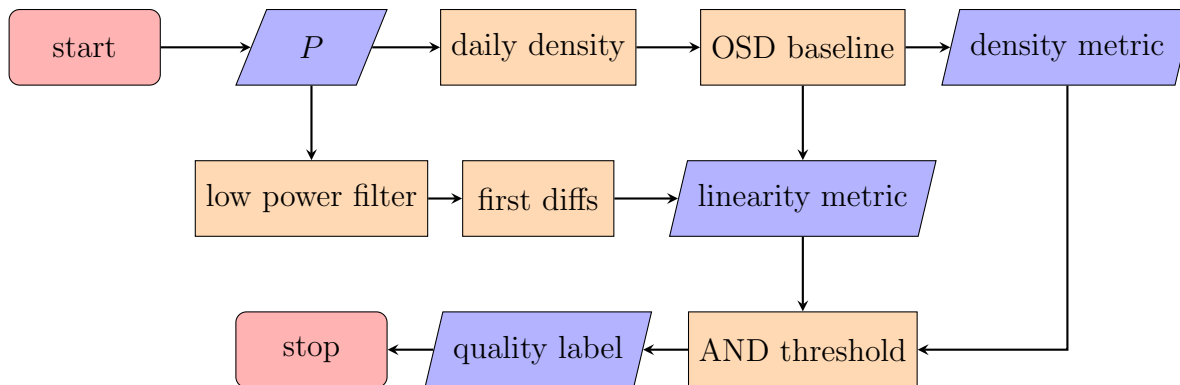 start
P
daily density
OSD baseline
density metric
low power filter
first diffs
linearity metric
stop
quality label
AND threshold